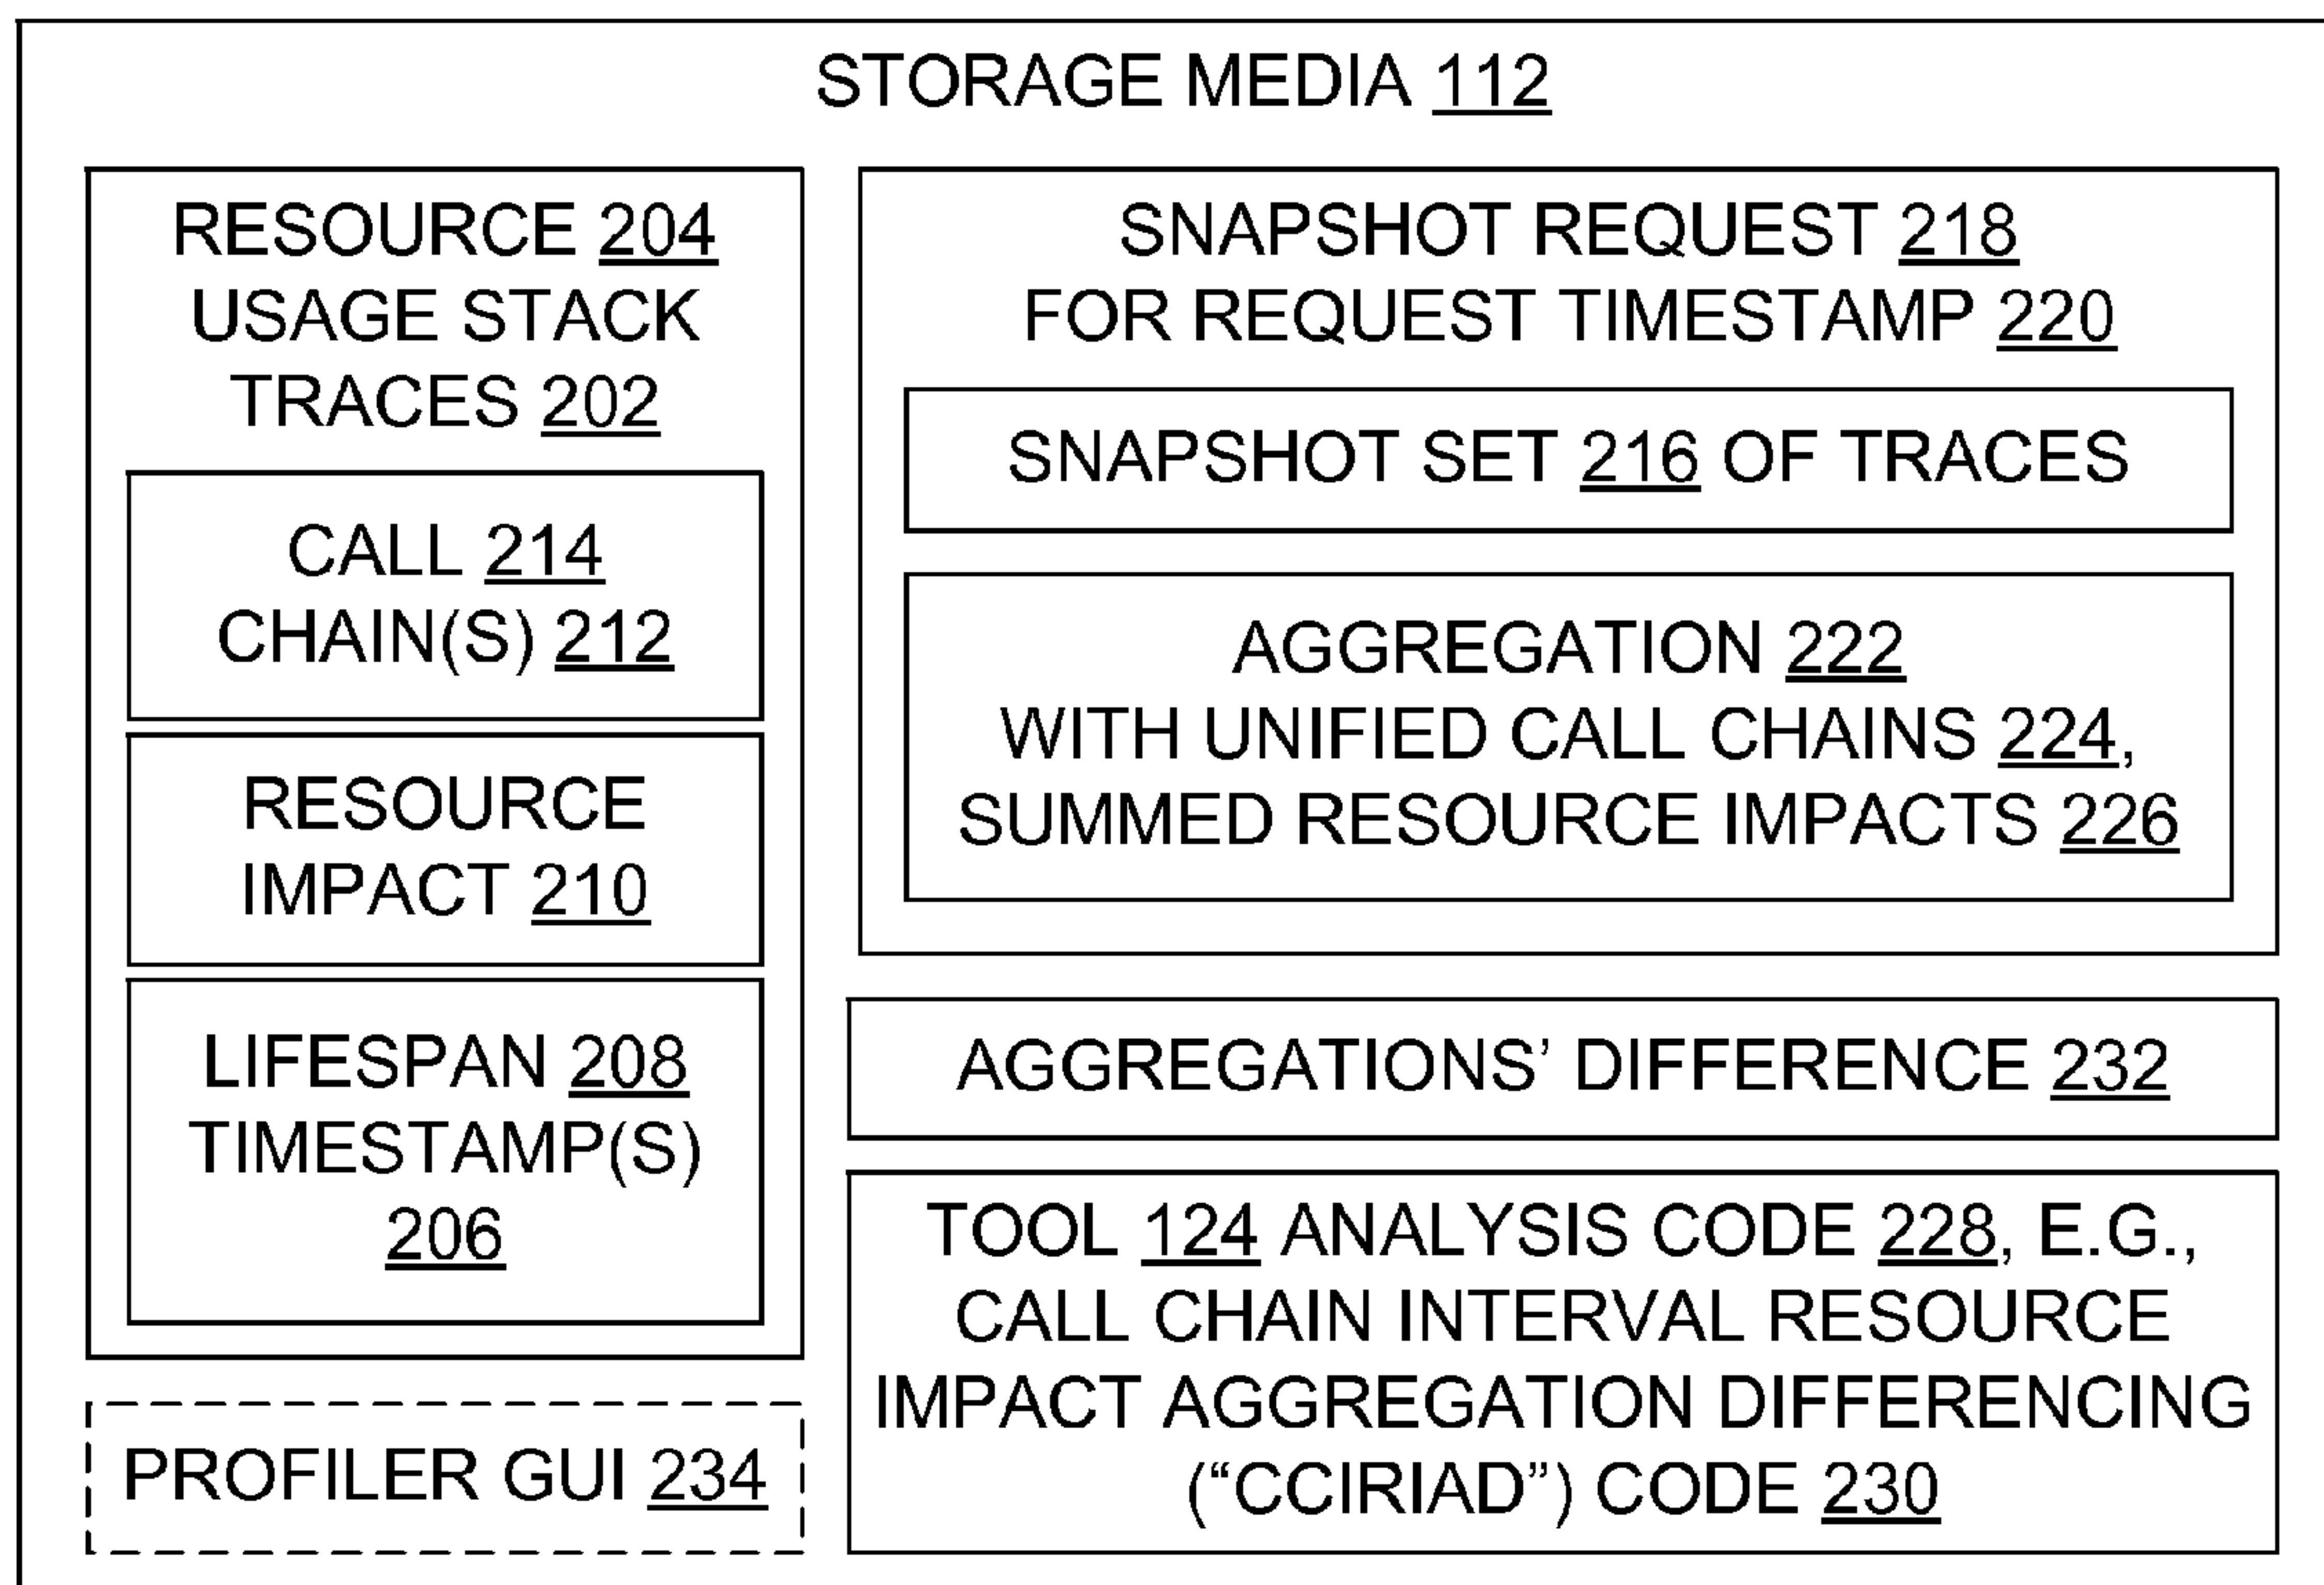 STORAGE MEDIA 112
RESOURCE 204
USAGE STACK
TRACES 202
CALL 214
CHAIN(S) 212
RESOURCE
IMPACT 210
LIFESPAN 208
TIMESTAMP(S)
206
PROFILER GUI 234
SNAPSHOT REQUEST 218
FOR REQUEST TIMESTAMP 220
SNAPSHOT SET 216 OF TRACES
AGGREGATION 222
WITH UNIFIED CALL CHAINS 224,
SUMMED RESOURCE IMPACTS 226
AGGREGATIONS’ DIFFERENCE 232
TOOL 124 ANALYSIS CODE 228, E.G.,
CALL CHAIN INTERVAL RESOURCE
IMPACT AGGREGATION DIFFERENCING
(“CCIRIAD”) CODE 230